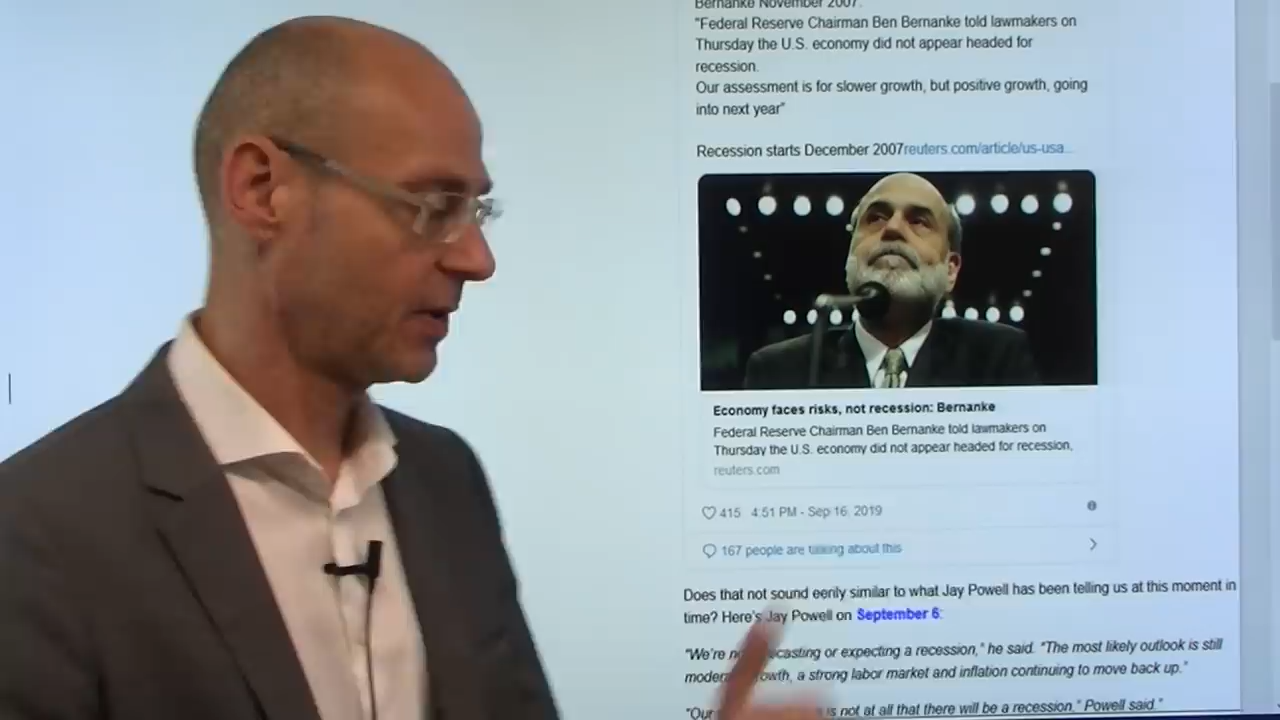 Bernanke November 2007:
"Federal Reserve Chairman Ben Bernanke told lawmakers on
Thursday the U.S. economy did not appear headed for
recession.
Our assessment is for slower growth, but positive growth, going
into next year"
Recession starts December 2007reuters.com/article/us-usa...
Economy faces risks, not recession: Bernanke
Federal Reserve Chairman Ben Bernanke told lawmakers on
Thursday the U.S. economy did not appear headed for recession,
reuters.com
415 4:51 PM - Sep 16, 2019
167 people are talking about this
Does that not sound eerily similar to what Jay Powell has been telling us at this moment in
time? Here's Jay Powell on September 6:
"We're casting or expecting a recession," he said. "The most likely outlook is still
owth, a strong labor market and inflation continuing to move back up."
"Our is not at all that there will be a recession," Powell said."